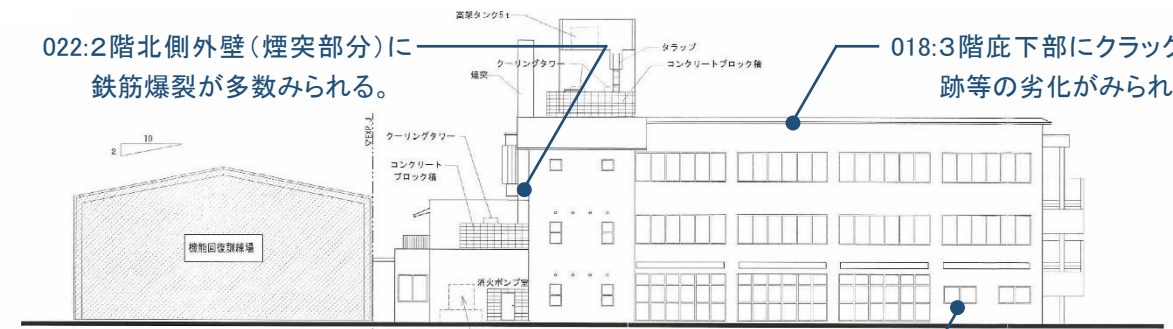 高架タンク5t
022:2階北側外壁(煙突部分)に
鉄筋爆裂が多数みられる。
018:3階庇下部にクラック
跡等の劣化がみられ
タラップ
クーリングタワー
コンクリートブロック積
煙突
10
2
EXP.J
クーリングタワー
コンクリート
ブロック積
機能回復訓練場
消火ポンプ室